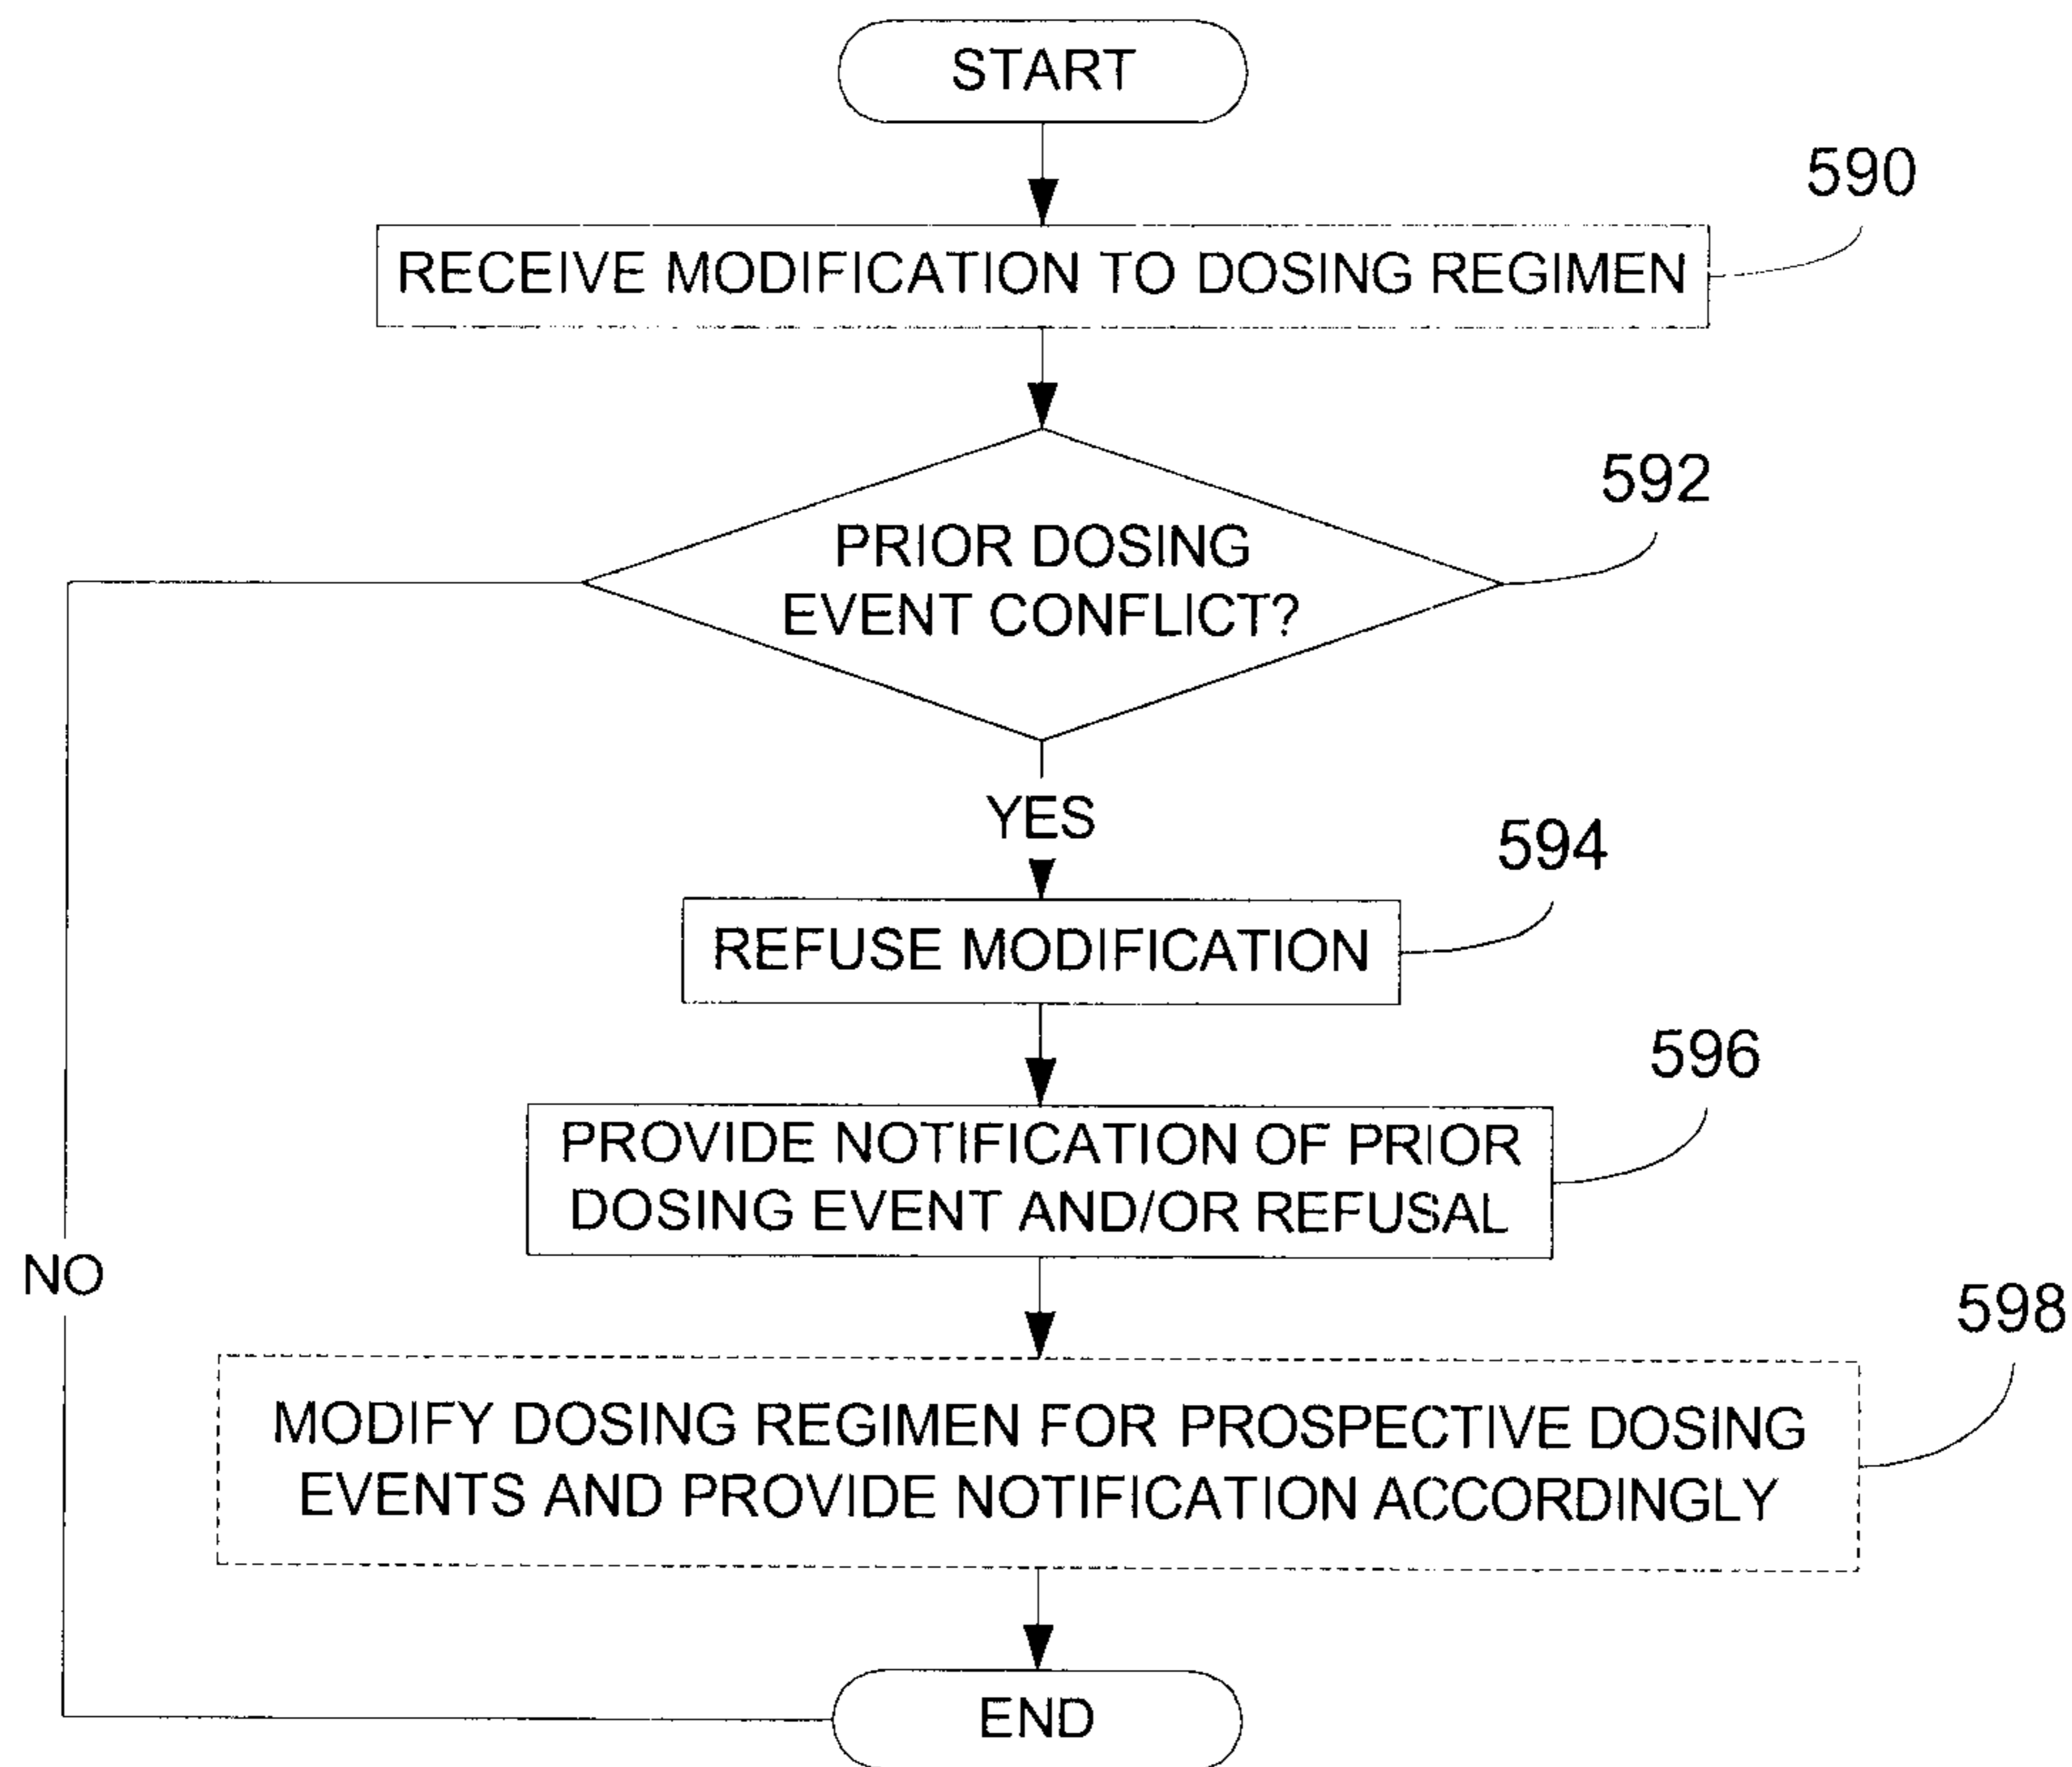 START
590
RECEIVE MODIFICATION TO DOSING REGIMEN
592
PRIOR DOSING
EVENT CONFLICT?
YES
594
REFUSE MODIFICATION
596
PROVIDE NOTIFICATION OF PRIOR
DOSING EVENT AND/OR REFUSAL
NO
598
MODIFY DOSING REGIMEN FOR PROSPECTIVE DOSING
EVENTS AND PROVIDE NOTIFICATION ACCORDINGLY
END